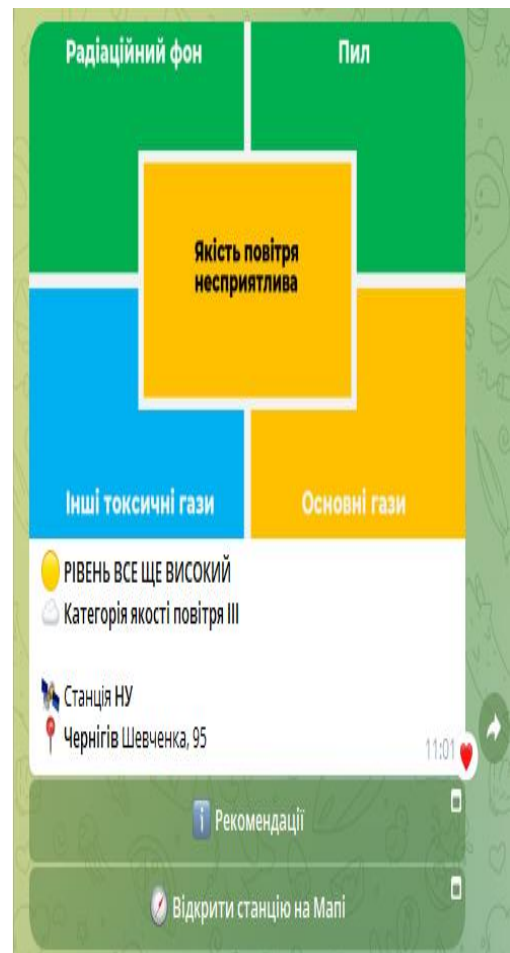 Радіаційний фон
Пил
Якість повітря
несприятлива
Інші токсичні гази
Основні гази
РІВЕНЬ ВСЕ ЩЕ ВИСОКИЙ
Категорія якості повітря III
Станція НУ
Чернігів Шевченка, 95
11:01
Рекомендації
Відкрити станцію на Мапі